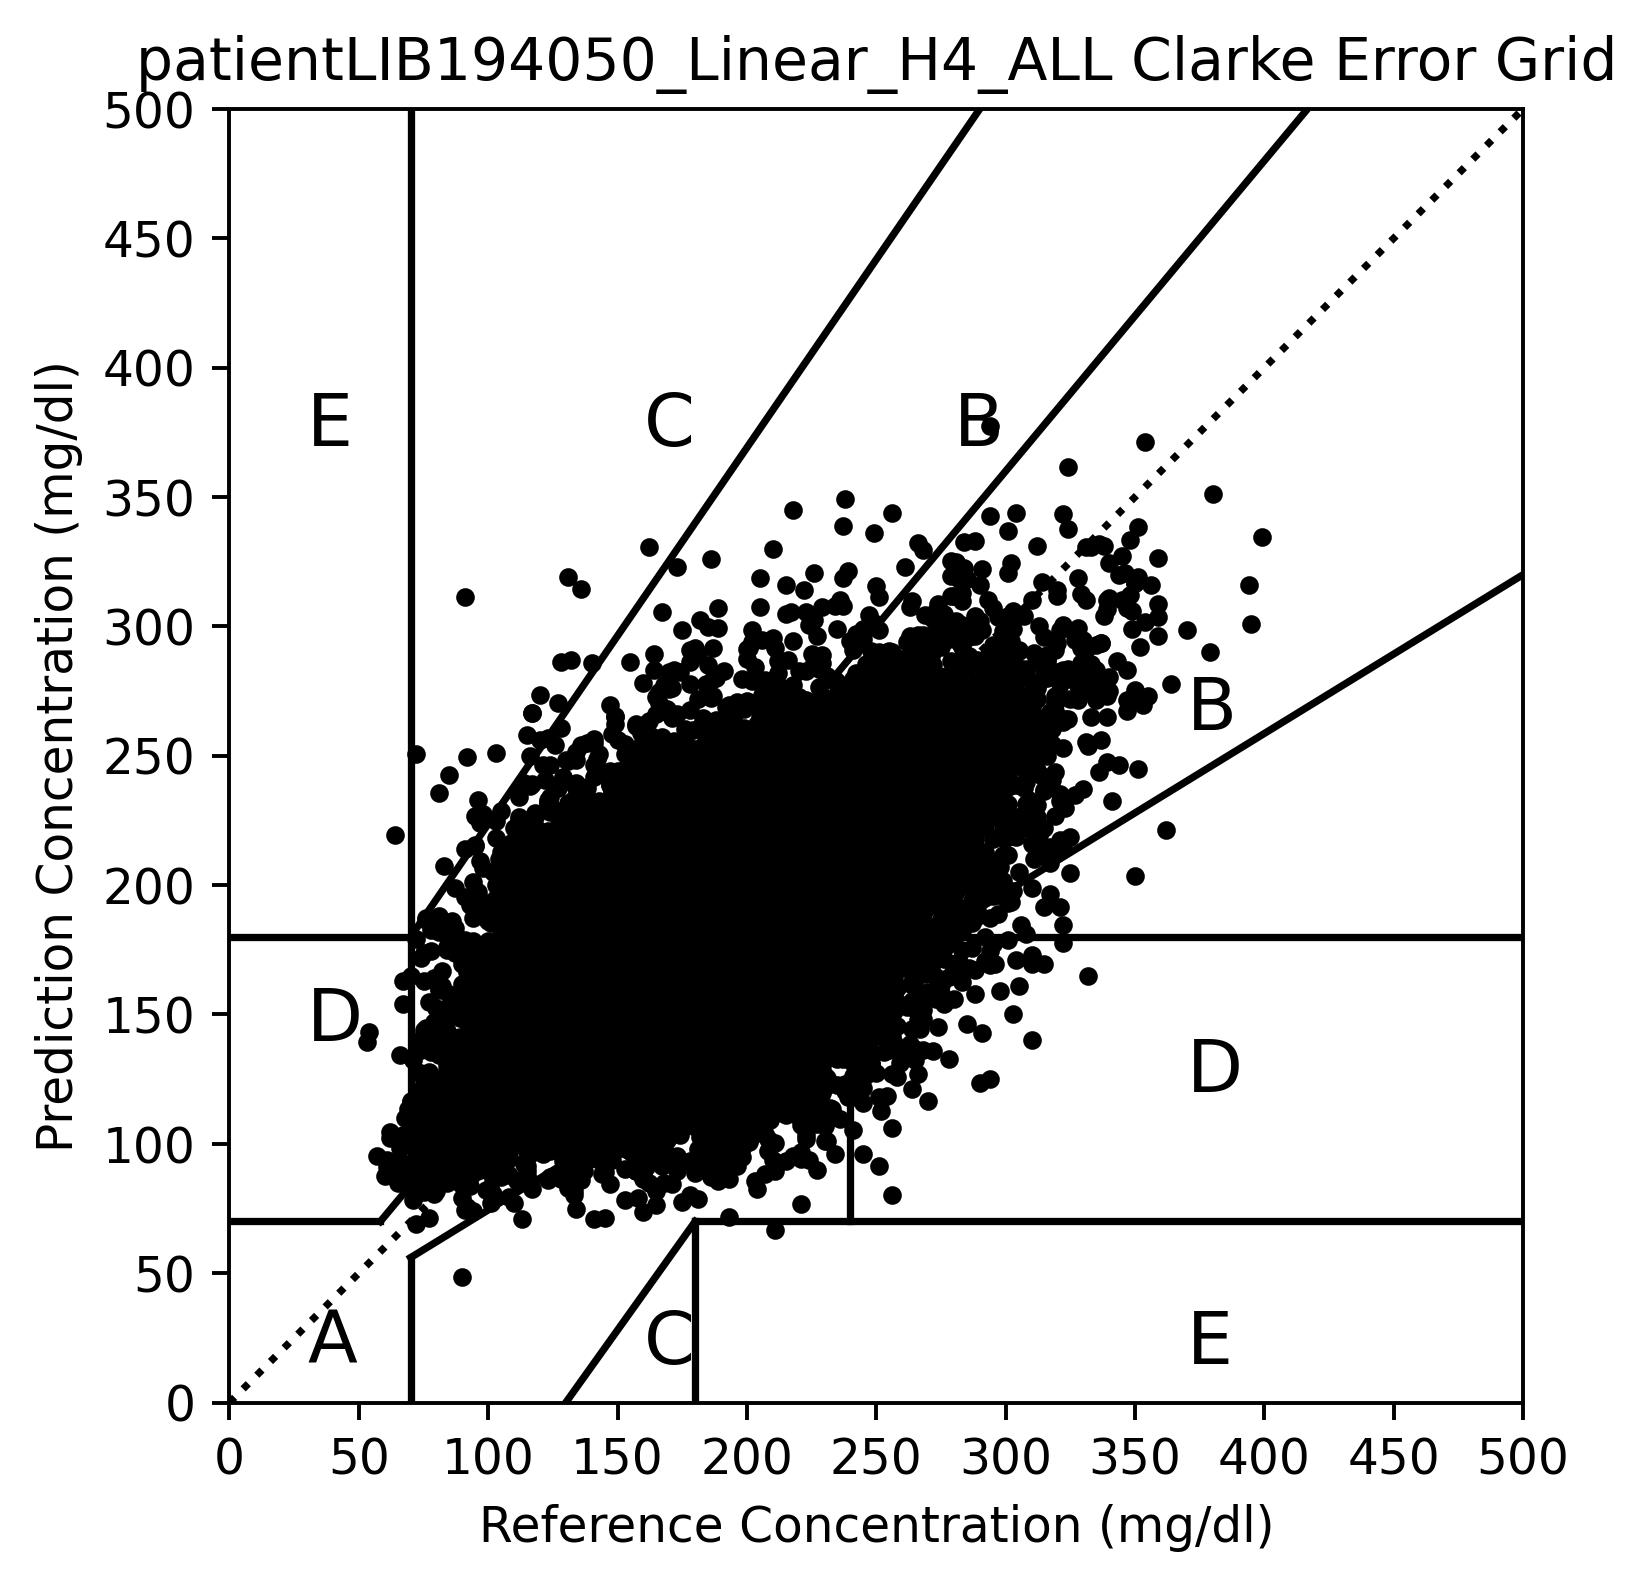 patientLIB194050_Linear_H4_ALL Clarke Error Grid
Prediction Concentration (mg/dl)
500
450
400
350
300
250
200
150
100
50
0
E
C
B
B
D
D
A
C
E
0 50 100 150 200 250 300 350 400 450 500
Reference Concentration (mg/dl)